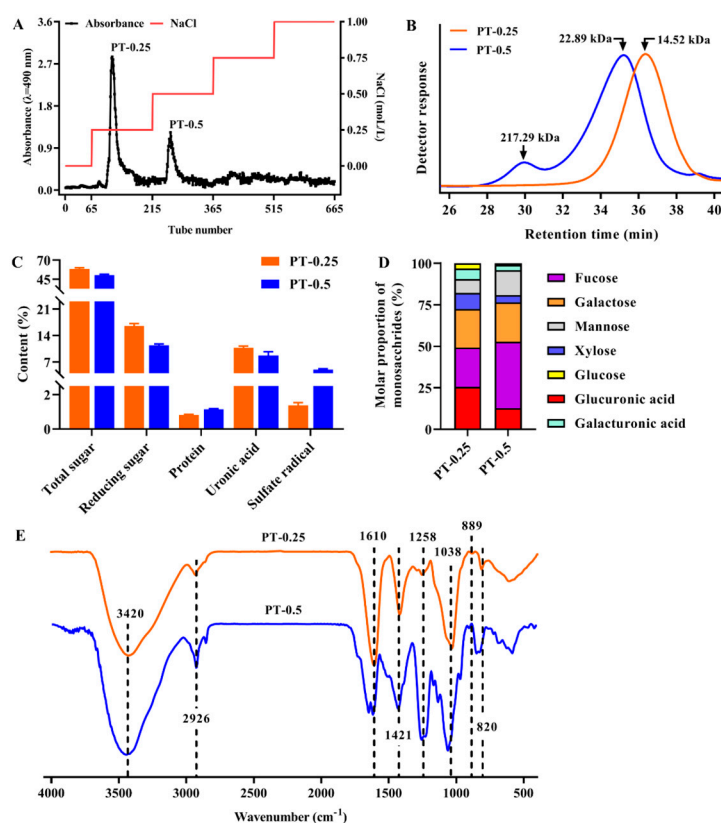 A
Absorbance
NaCl
Absorbance (λ=490 nm)
3.6
2.7
1.8
0.9
0.0
PT-0.25
PT-0.5
1.00
0.75
0.50
0.25
0.00
NaCl (mol/L)
0 65 215 365 515 665
Tube number
B
PT-0.25
PT-0.5
22.89 kDa
14.52 kDa
217.29 kDa
Detector response
26 28 30 32 34 36 38 40
Retention time (min)
C
PT-0.25
PT-0.5
Content (%)
70
45
21
14
7
2
0
Total sugar
Reducing sugar
Protein
Uronic acid
Sulfate radical
D
Molar proportion of
monosacchrides (%)
100
75
50
25
0
PT-0.25
PT-0.5
Fucose
Galactose
Mannose
Xylose
Glucose
Glucuronic acid
Galacturonic acid
E
PT-0.25
PT-0.5
3420
2926
1610
1421
1258
1038
889
820
4000 3500 3000 2500 2000 1500 1000 500
Wavenumber (cm⁻¹)